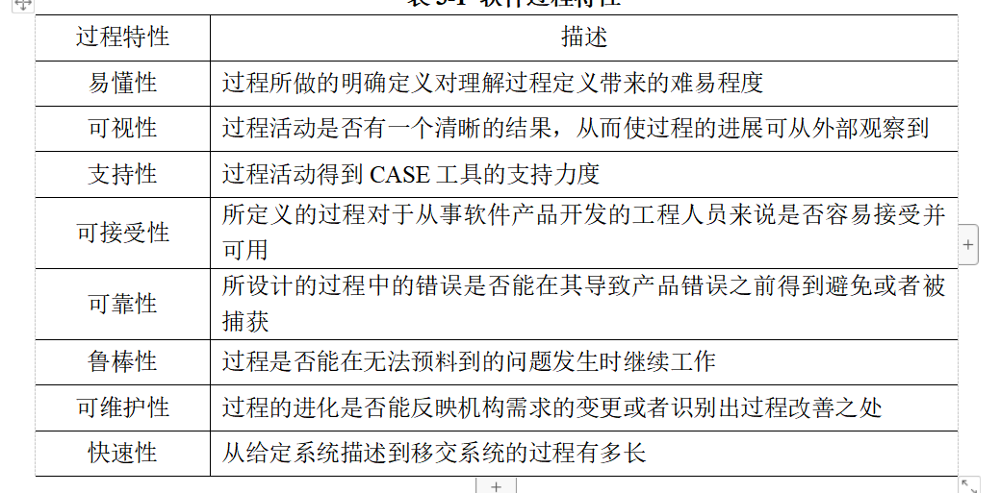 表 3-1 软件过程特性
过程特性 描述
易懂性 过程所做的明确定义对理解过程定义带来的难易程度
可视性 过程活动是否有一个清晰的结果，从而使过程的进展可从外部观察到
支持性 过程活动得到 CASE 工具的支持力度
可接受性 所定义的过程对于从事软件产品开发的工程人员来说是否容易接受并
可用
可靠性 所设计的过程中的错误是否能在其导致产品错误之前得到避免或者被
捕获
鲁棒性 过程是否能在无法预料到的问题发生时继续工作
可维护性 过程的进化是否能反映机构需求的变更或者识别出过程改善之处
快速性 从给定系统描述到移交系统的过程有多长